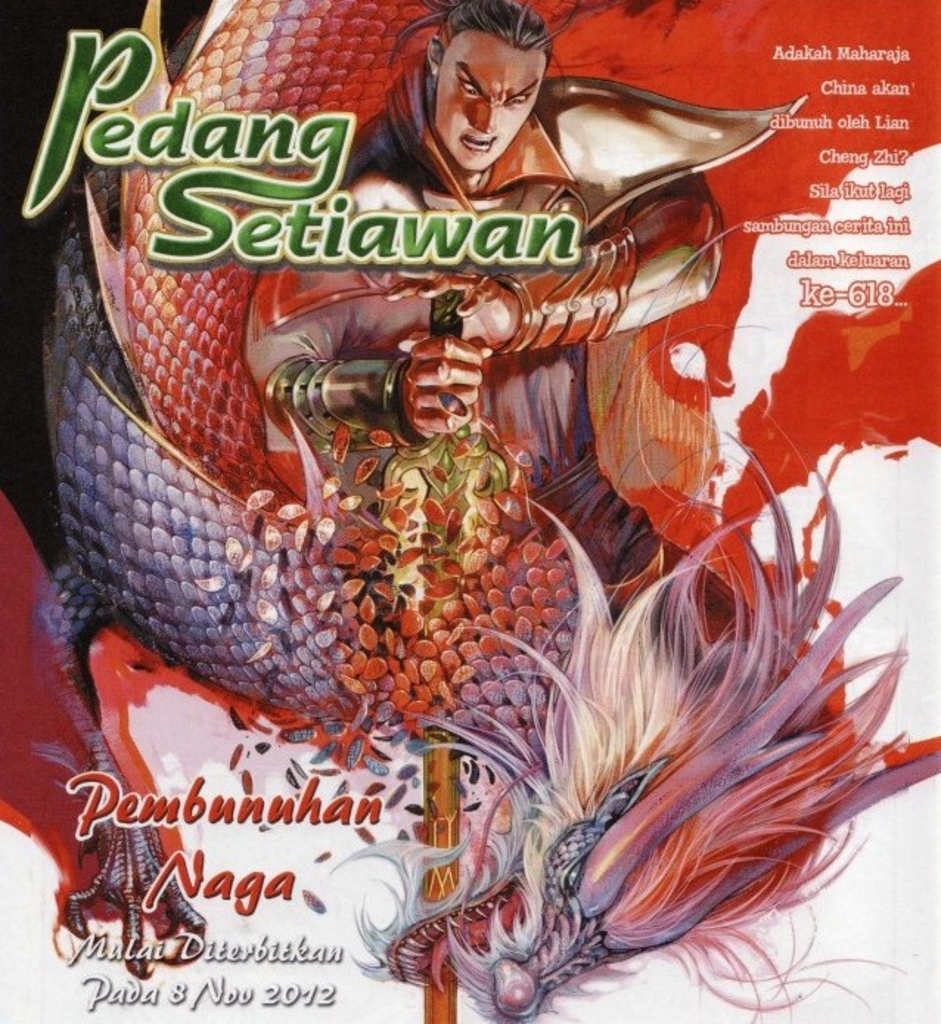 Pedang
Setiawan
Adakah Maharaja
China akan
dibunuh oleh Lian
Cheng Zhi?
Sila ikut lagi
sambungan cerita ini
dalam keluaran
ke-618...
Pembunuhan
Naga
Mulai Diterbitkan
Pada 8 Nov 2012